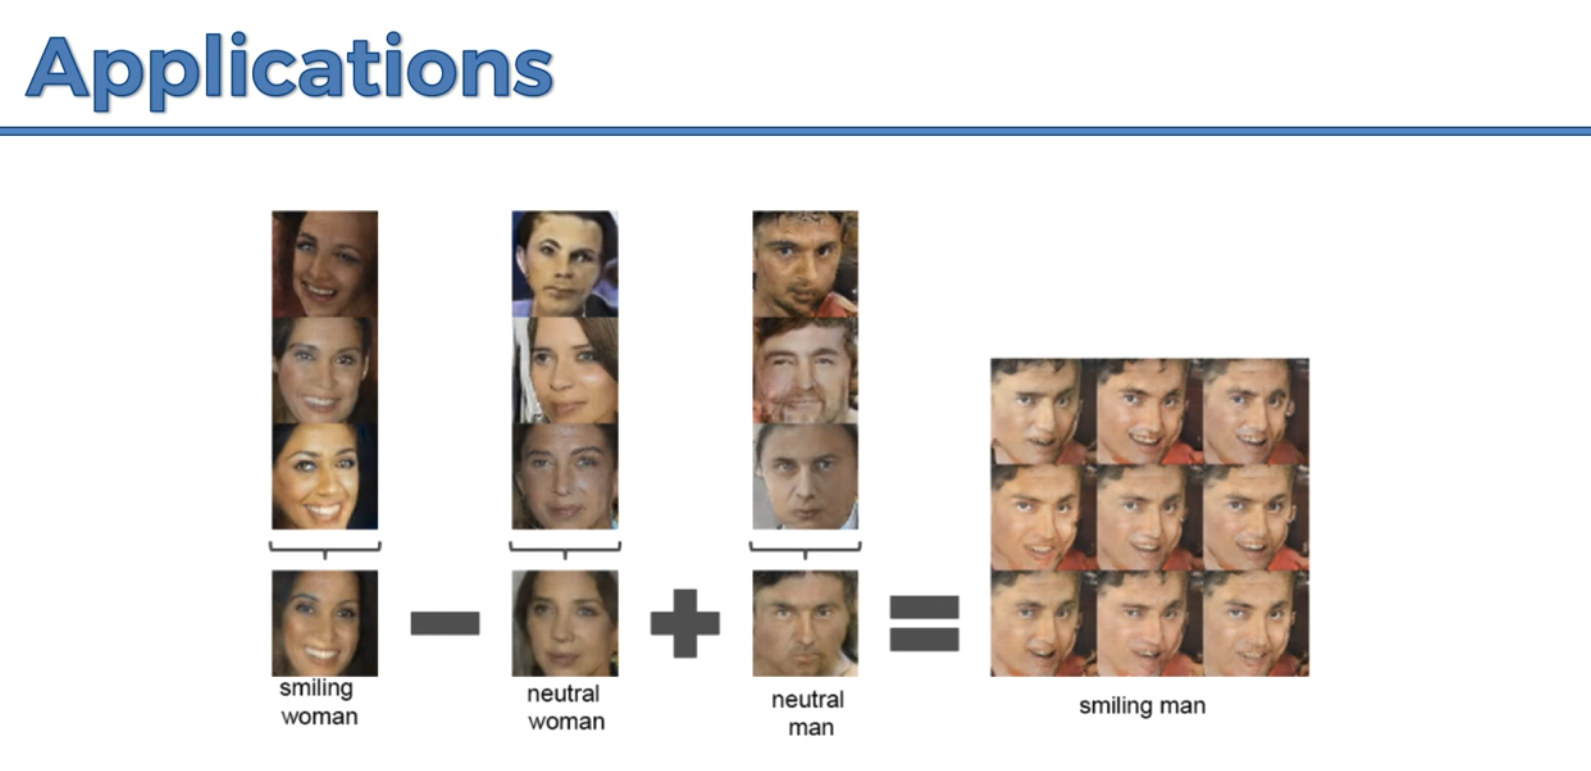 Applications
smiling
woman
neutral
woman
neutral
man
smiling man